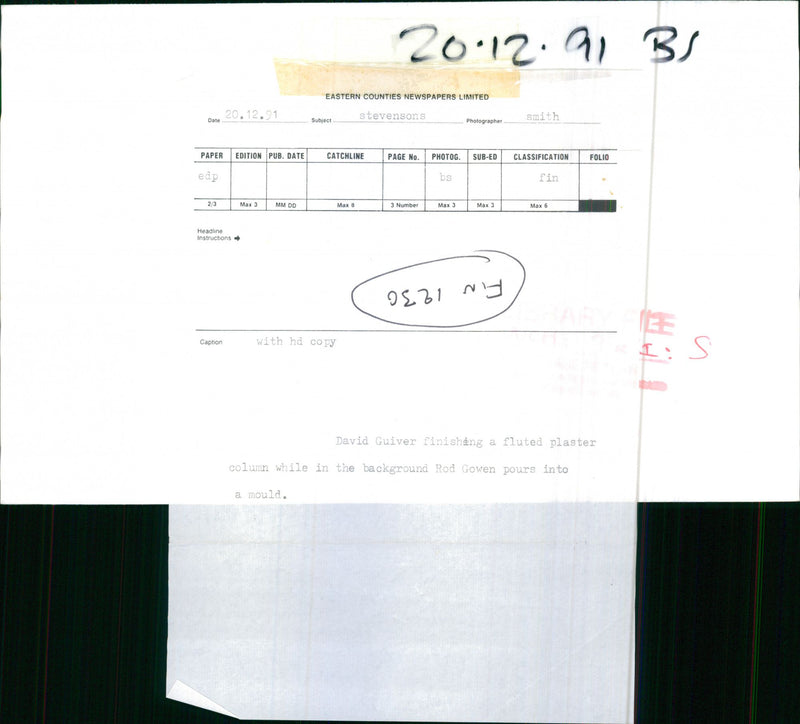 20.12.91 BS
EASTERN COUNTIES NEWSPAPERS LIMITED
Date 20.12.91 Subject stevensons Photographer smith
PAPER EDITION PUB. DATE CATCHLINE PAGE No. PHOTOG. SUB-ED CLASSIFICATION FOLIO
edp bs fin
2/3 Max 3 MM DD Max 8 3 Number Max 3 Max 3 Max 6
Headline
Instructions
FIN 1230
Caption with hd copy
I: S
David Guiver finishing a fluted plaster
column while in the background Rod Gowen pours into
a mould.